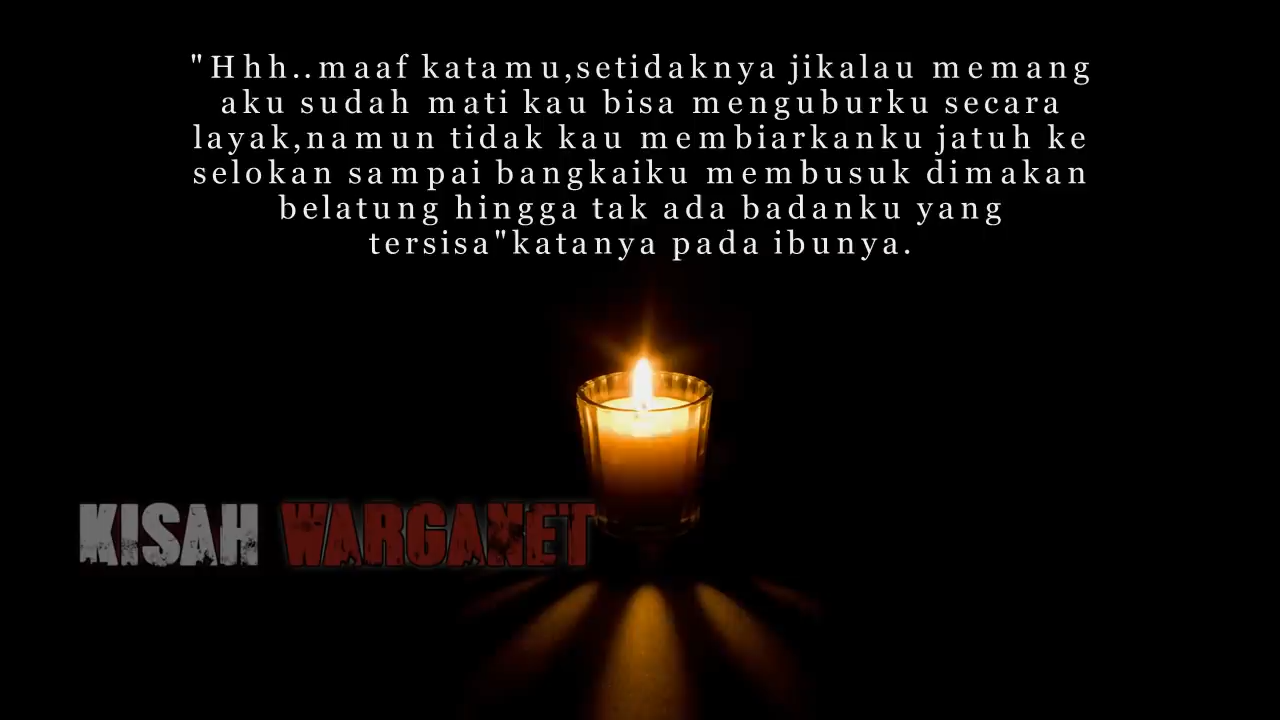 "Hhh..maaf katamu,setidaknya jikalau memang
aku sudah mati kau bisa menguburku secara
layak,namun tidak kau membiarkanku jatuh ke
selokan sampai bangkaiku membusuk dimakan
belatung hingga tak ada badanku yang
tersisa"katanya pada ibunya.
KISAH WARGANET